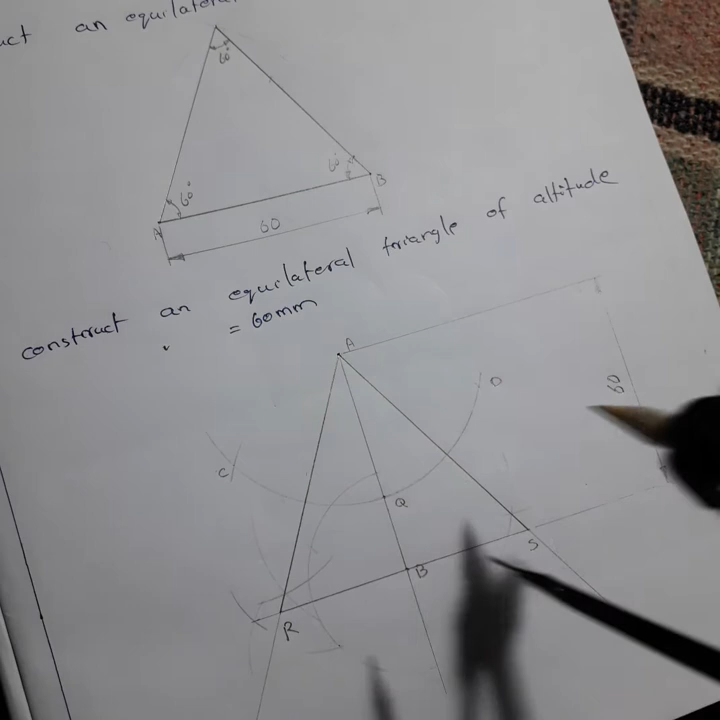 an equilateral
60°
60°
60°
A
B
60
construct an equilateral triangle of altitude
= 60mm
A
60
D
C
Q
B
S
R